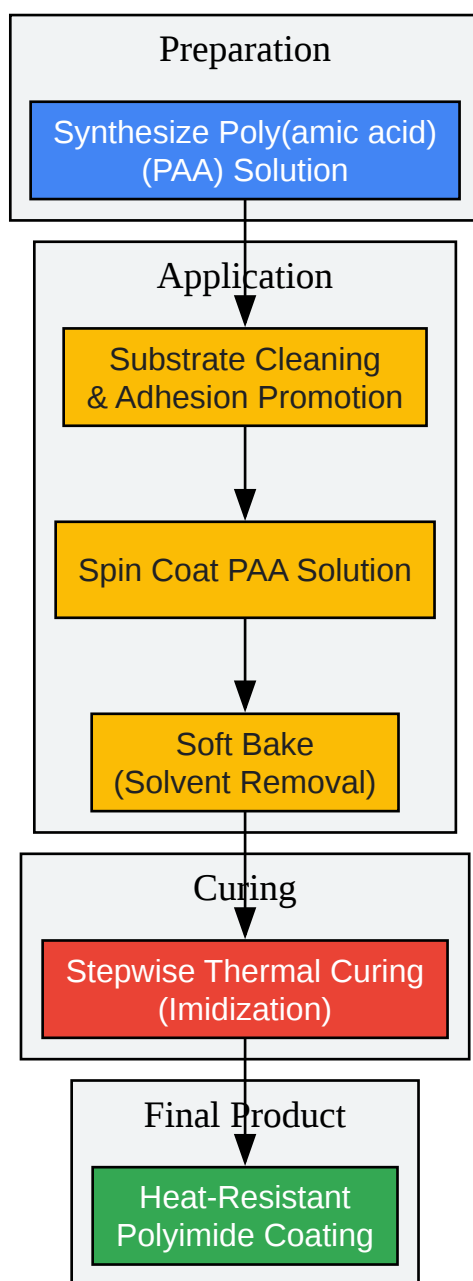 Preparation
Synthesize Poly(amic acid)
(PAA) Solution
Application
Substrate Cleaning
& Adhesion Promotion
Spin Coat PAA Solution
Soft Bake
(Solvent Removal)
Curing
Stepwise Thermal Curing
(Imidization)
Final Product
Heat-Resistant
Polyimide Coating